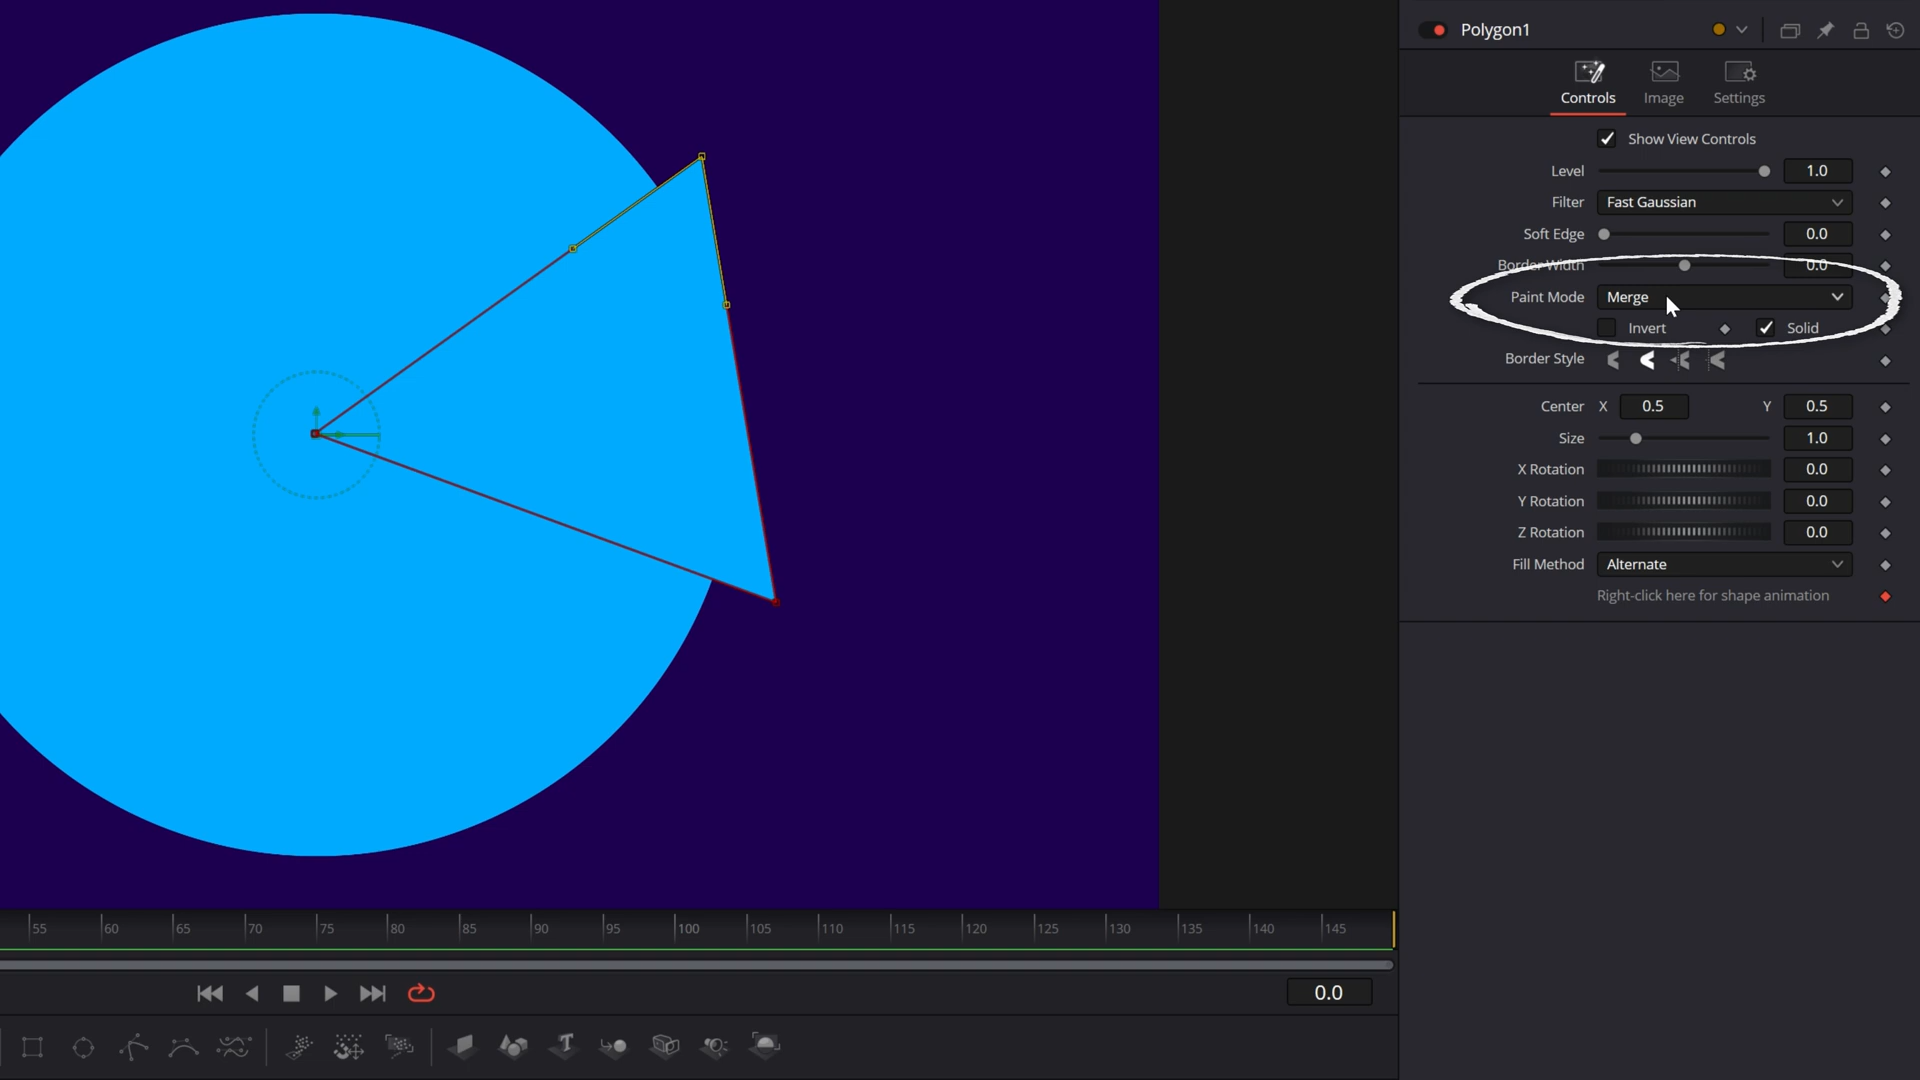 Polygon1
Controls Image Settings
Show View Controls
Level 1.0
Filter Fast Gaussian
Soft Edge 0.0
Border Width 0.0
Paint Mode Merge
Invert Solid
Border Style
Center X 0.5 Y 0.5
Size 1.0
X Rotation 0.0
Y Rotation 0.0
Z Rotation 0.0
Fill Method Alternate
Right-click here for shape animation
55 60 65 70 75 80 85 90 95 100 105 110 115 120 125 130 135 140 145
0.0
T